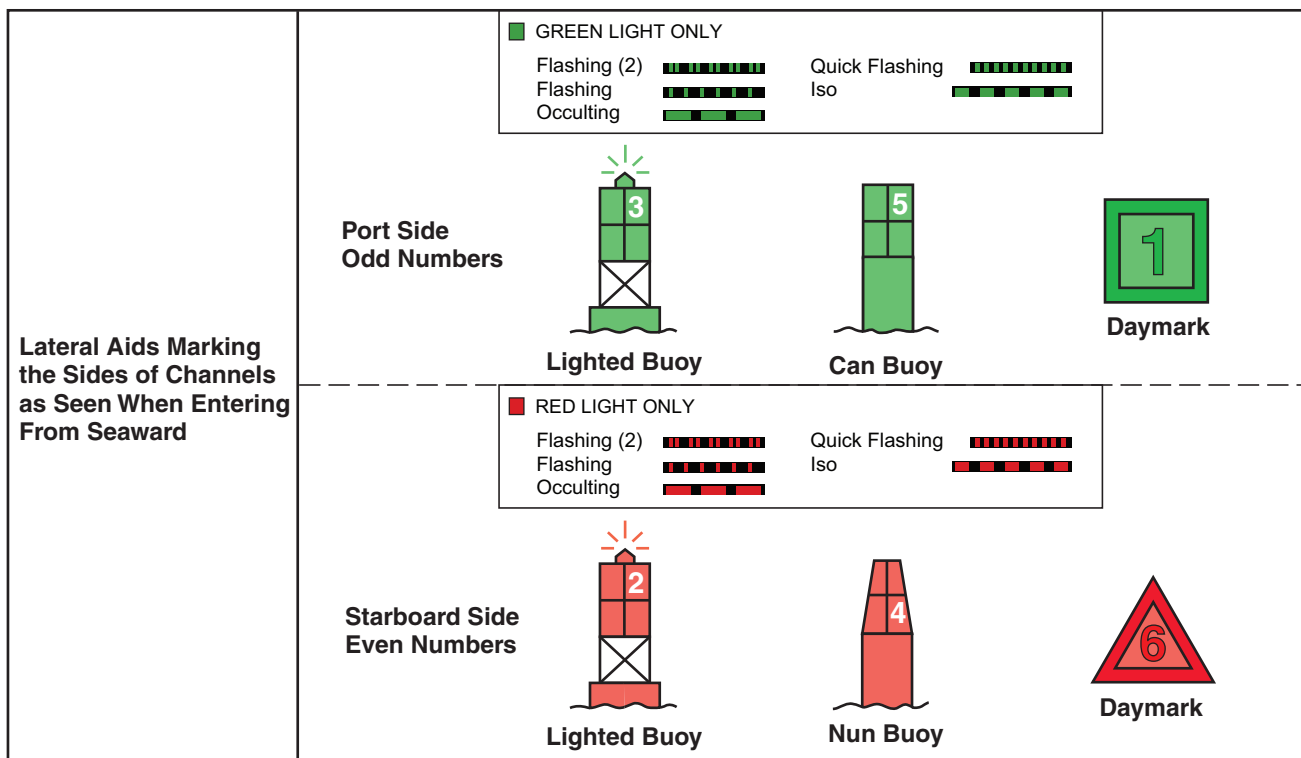 GREEN LIGHT ONLY
Flashing (2)
Quick Flashing
Flashing
Iso
Occulting
Port Side
Odd Numbers
3
5
1
Lighted Buoy
Can Buoy
Daymark
Lateral Aids Marking
the Sides of Channels
as Seen When Entering
From Seaward
RED LIGHT ONLY
Flashing (2)
Quick Flashing
Flashing
Iso
Occulting
Starboard Side
Even Numbers
2
4
6
Lighted Buoy
Nun Buoy
Daymark